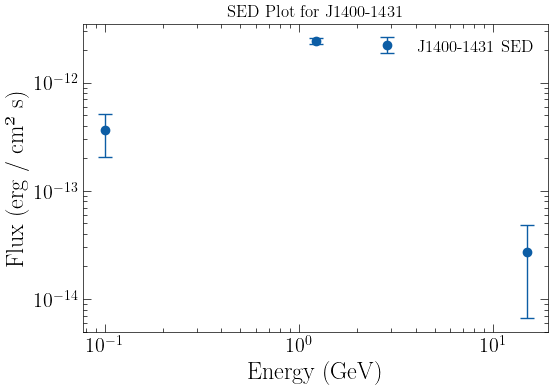 SED Plot for J1400-1431
J1400-1431 SED
Flux (erg / cm² s)
10⁻¹²
10⁻¹³
10⁻¹⁴
10⁻¹
10⁰
10¹
Energy (GeV)